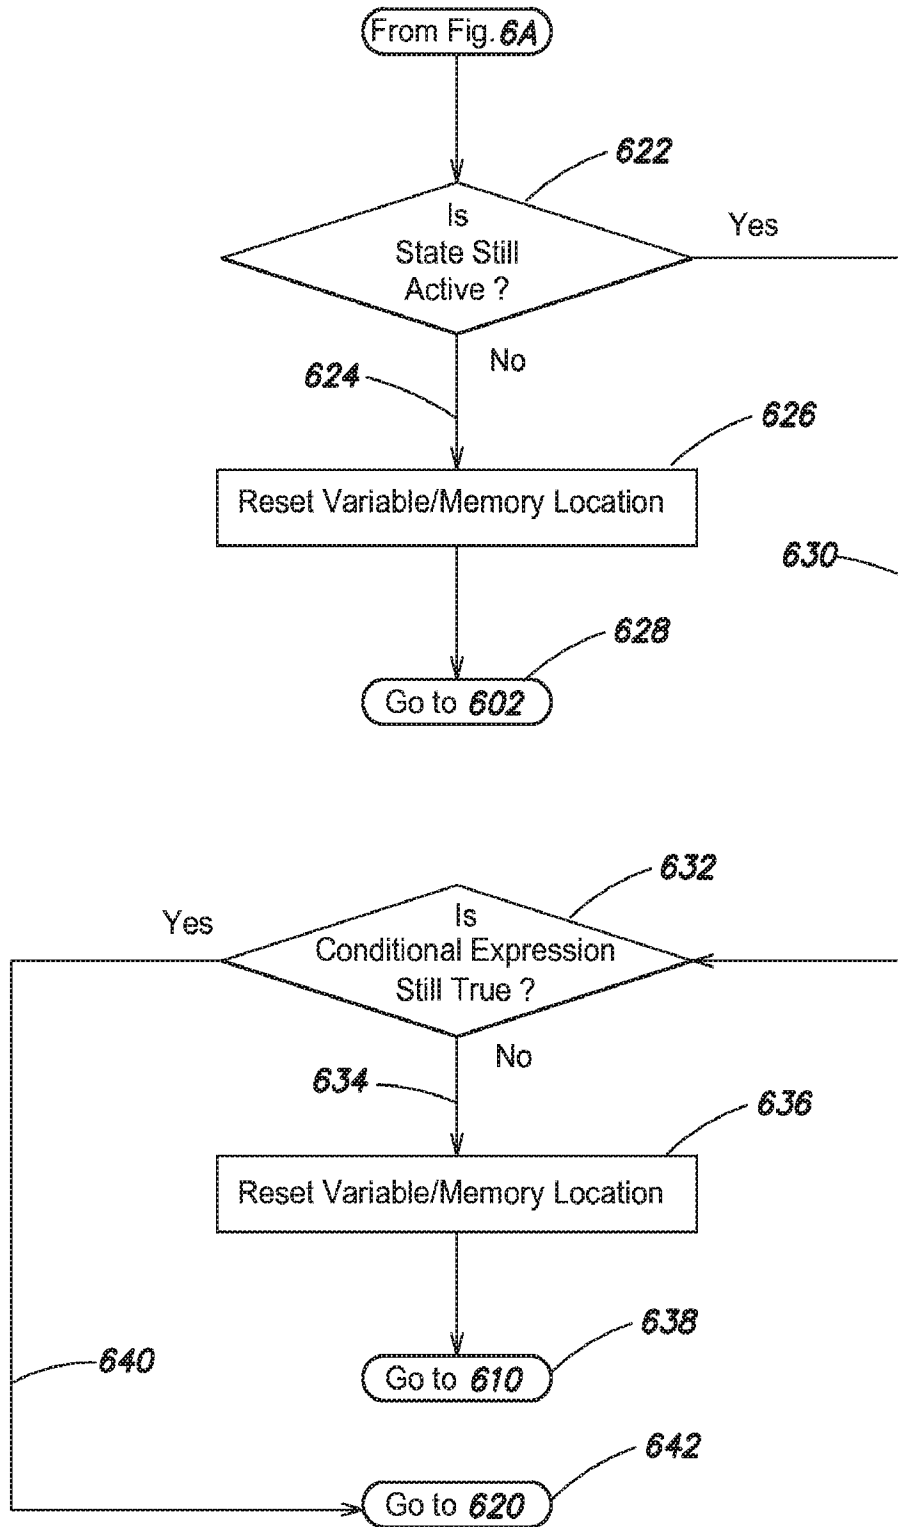 From Fig. 6A
622
Is
State Still
Active ?
Yes
No
624
626
Reset Variable/Memory Location
630
628
Go to 602
632
Yes
Is
Conditional Expression
Still True ?
No
634
636
Reset Variable/Memory Location
638
Go to 610
640
642
Go to 620